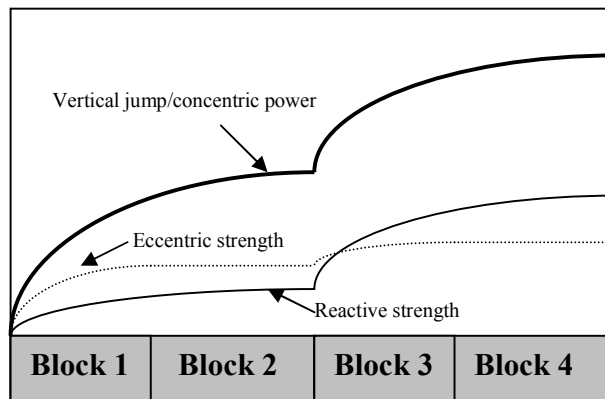 Vertical jump/concentric power
Eccentric strength
Reactive strength
Block 1 Block 2 Block 3 Block 4